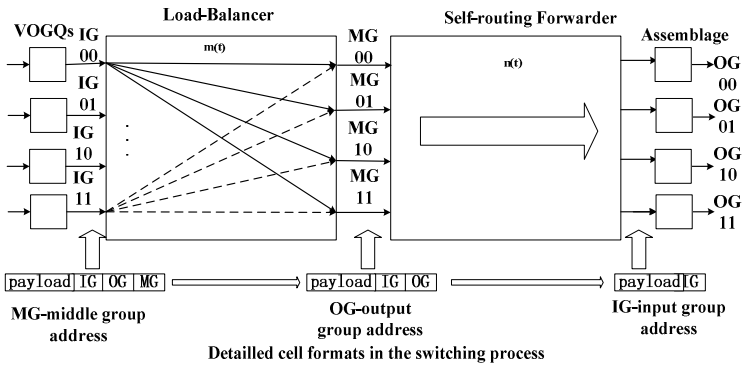 Load-Balancer
Self-routing Forwarder
VOGQs
IG
00
IG
01
IG
10
IG
11
m(t)
MG
00
MG
01
MG
10
MG
11
n(t)
Assemblage
OG
00
OG
01
OG
10
OG
11
payload IG OG MG
payload IG OG
payload IG
MG-middle group
address
OG-output
group address
IG-input group
address
Detailled cell formats in the switching process